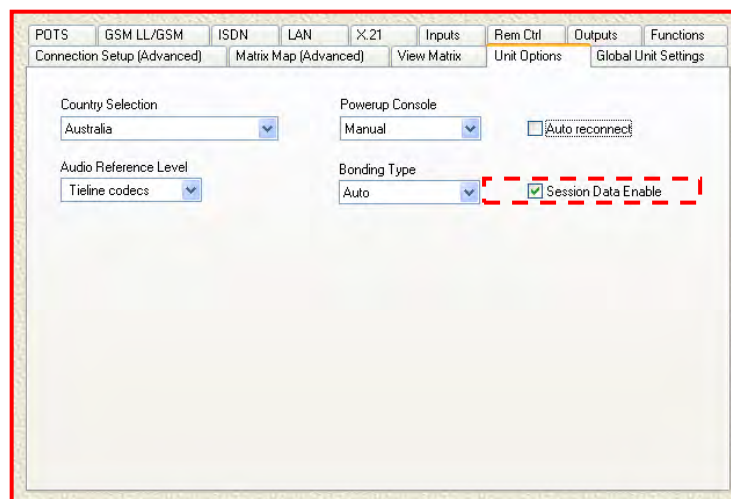 POTS GSM LL/GSM ISDN LAN X.21 Inputs Rem Ctrl Outputs Functions
Connection Setup (Advanced) Matrix Map (Advanced) View Matrix Unit Options Global Unit Settings
Country Selection Powerup Console
Australia Manual Auto reconnect
Audio Reference Level Bonding Type
Tieline codecs Auto Session Data Enable